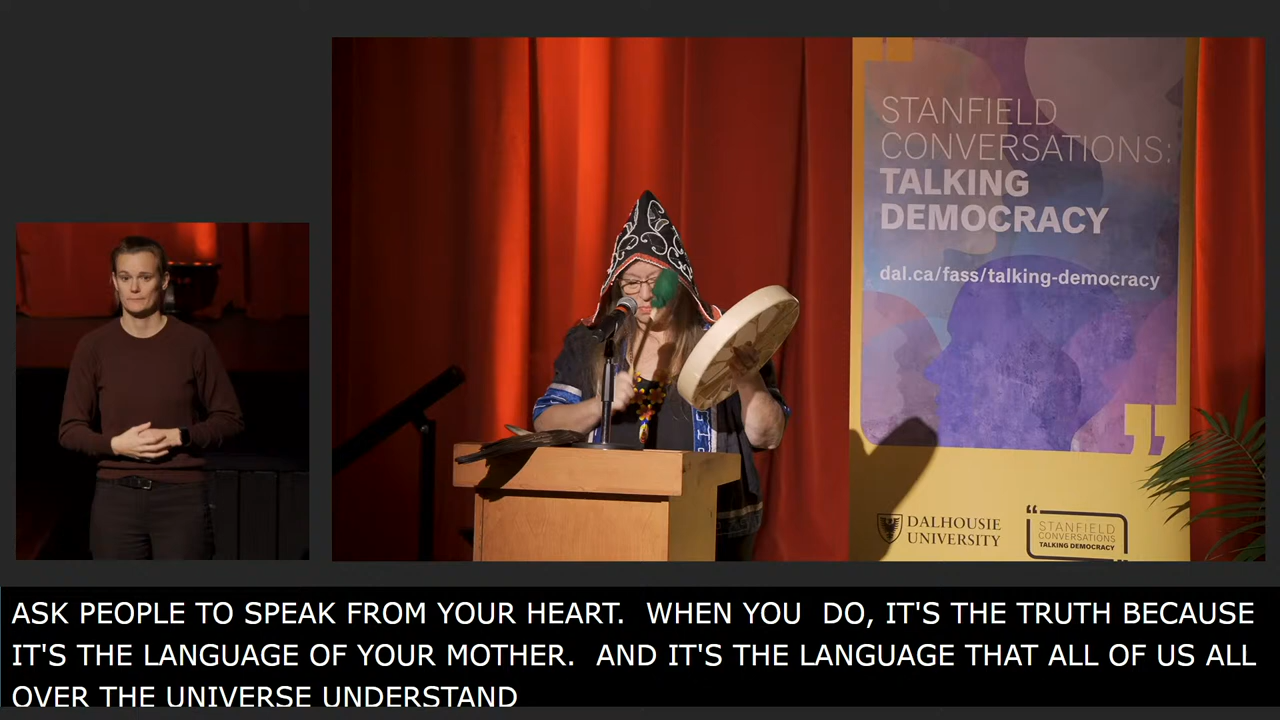 STANFIELD
CONVERSATIONS:
TALKING
DEMOCRACY
dal.ca/fass/talking-democracy
DALHOUSIE
UNIVERSITY
STANFIELD
CONVERSATIONS
TALKING DEMOCRACY
ASK PEOPLE TO SPEAK FROM YOUR HEART.  WHEN YOU  DO, IT'S THE TRUTH BECAUSE
IT'S THE LANGUAGE OF YOUR MOTHER.  AND IT'S THE LANGUAGE THAT ALL OF US ALL
OVER THE UNIVERSE UNDERSTAND